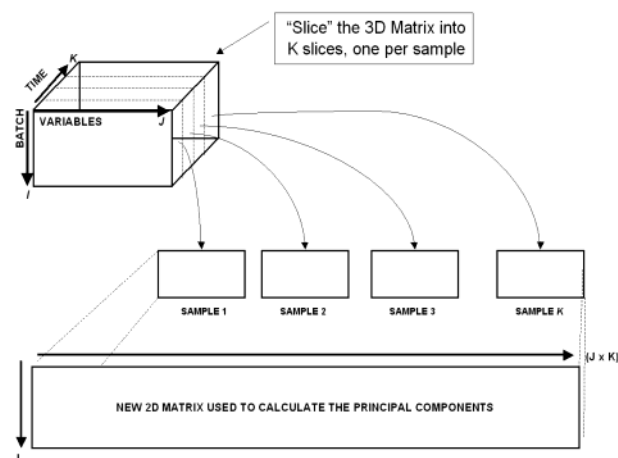 "Slice" the 3D Matrix into
K slices, one per sample
K
TIME
VARIABLES
J
BATCH
I
SAMPLE 1
SAMPLE 2
SAMPLE 3
SAMPLE K
(J x K)
NEW 2D MATRIX USED TO CALCULATE THE PRINCIPAL COMPONENTS